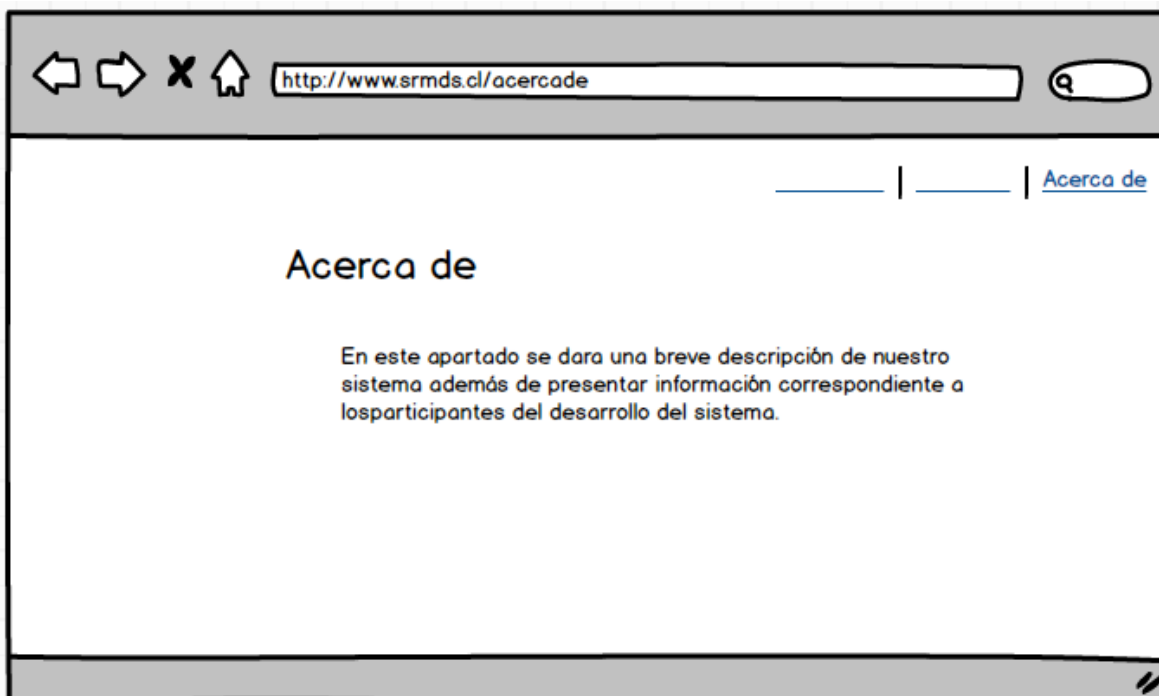 http://www.srmds.cl/acercade
Acerca de
Acerca de
En este apartado se dara una breve descripción de nuestro
sistema además de presentar información correspondiente a
losparticipantes del desarrollo del sistema.